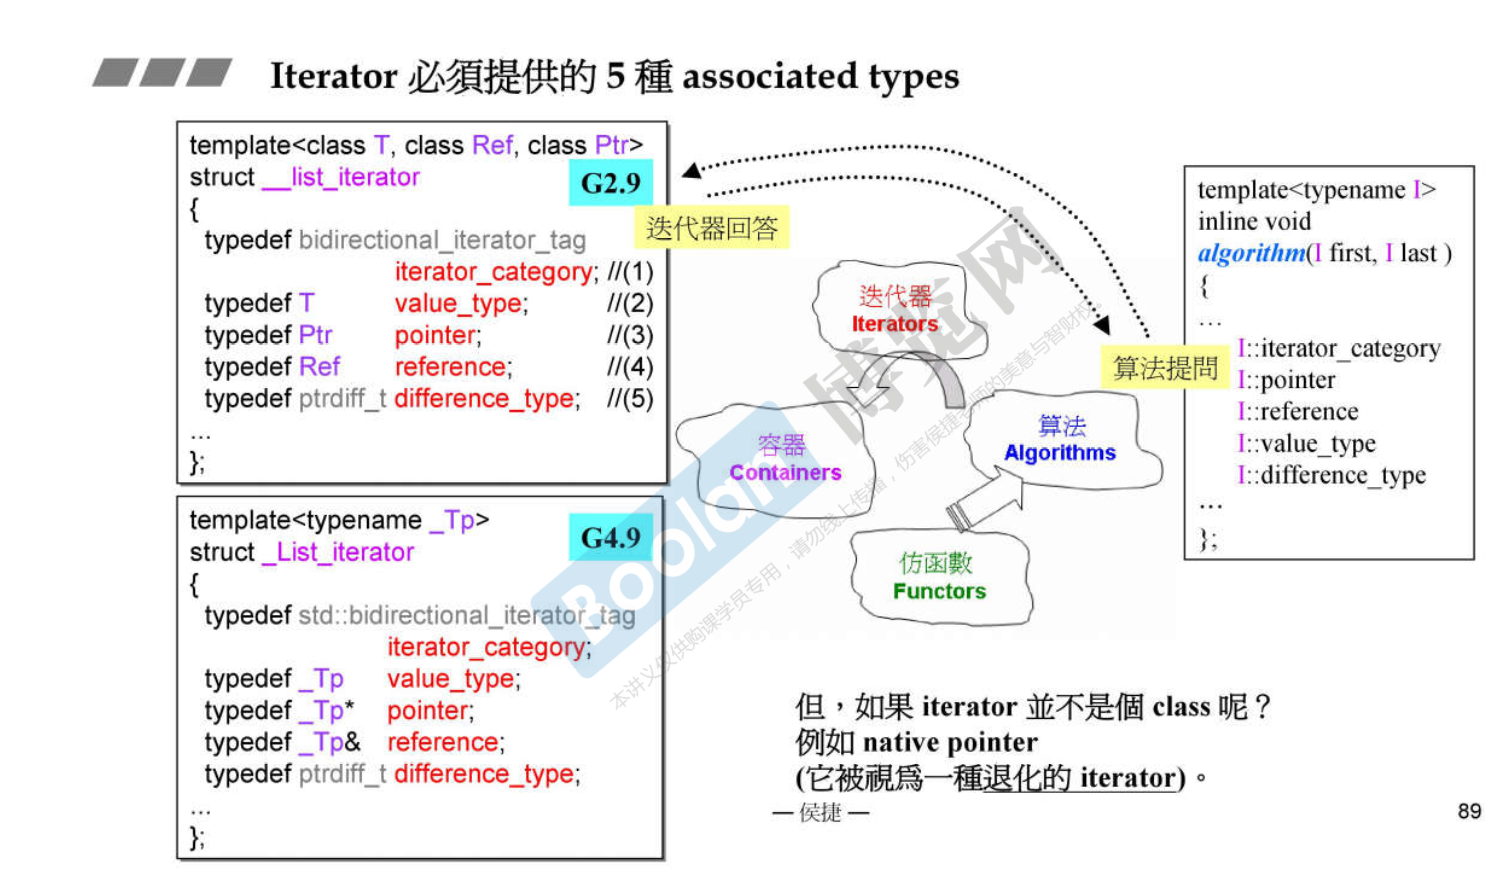 Iterator 必須提供的 5 種 associated types
template<class T, class Ref, class Ptr>
struct __list_iterator
G2.9
{
typedef bidirectional_iterator_tag
iterator_category; //(1)
typedef T value_type; //(2)
typedef Ptr pointer; //(3)
typedef Ref reference; //(4)
typedef ptrdiff_t difference_type; //(5)
...
};
template<typename _Tp>
struct _List_iterator
G4.9
{
typedef std::bidirectional_iterator_tag
iterator_category;
typedef _Tp value_type;
typedef _Tp* pointer;
typedef _Tp& reference;
typedef ptrdiff_t difference_type;
...
};
迭代器回答
迭代器
Iterators
容器
Containers
算法
Algorithms
仿函數
Functors
算法提問
template<typename I>
inline void
algorithm(I first, I last )
{
...
I::iterator_category
I::pointer
I::reference
I::value_type
I::difference_type
...
};
但，如果 iterator 並不是個 class 呢？
例如 native pointer
(它被視爲一種退化的 iterator)。
— 侯捷 —
89
Boolan 博览网
本讲义仅供购课学员专用，请勿线上传播，伤害侯捷老师的美意与智财权。